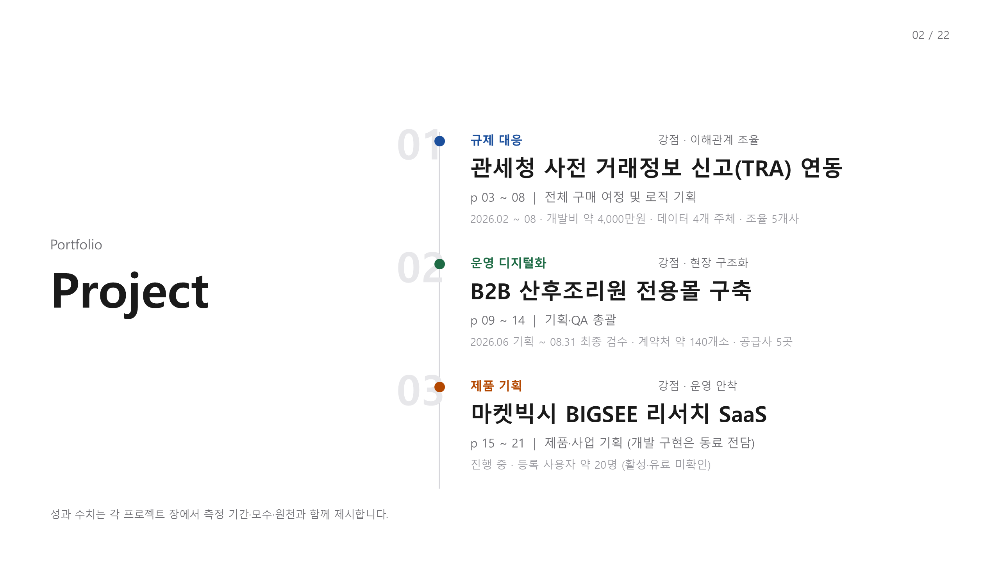 02 / 22
Portfolio
Project
01
규제 대응
강점 · 이해관계 조율
관세청 사전 거래정보 신고(TRA) 연동
p 03 ~ 08 | 전체 구매 여정 및 로직 기획
2026.02 ~ 08 · 개발비 약 4,000만원 · 데이터 4개 주체 · 조율 5개사
02
운영 디지털화
강점 · 현장 구조화
B2B 산후조리원 전용몰 구축
p 09 ~ 14 | 기획·QA 총괄
2026.06 기획 ~ 08.31 최종 검수 · 계약처 약 140개소 · 공급사 5곳
03
제품 기획
강점 · 운영 안착
마켓빅시 BIGSEE 리서치 SaaS
p 15 ~ 21 | 제품·사업 기획 (개발 구현은 동료 전담)
진행 중 · 등록 사용자 약 20명 (활성·유료 미확인)
성과 수치는 각 프로젝트 장에서 측정 기간·모수·원천과 함께 제시합니다.